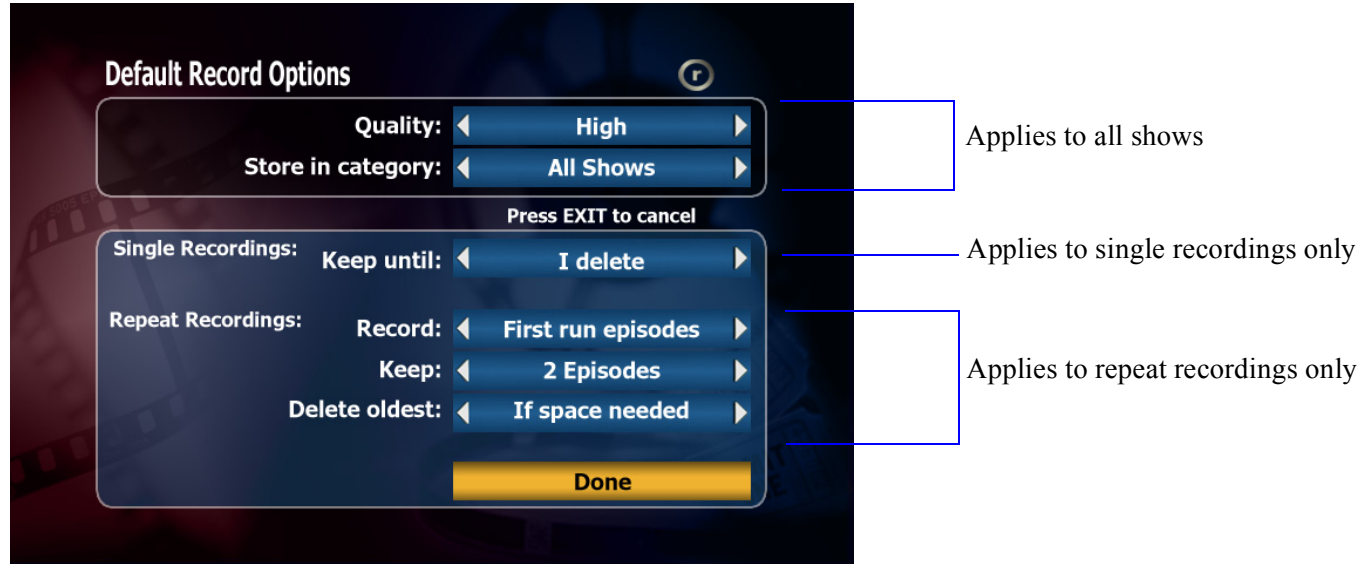 Default Record Options
r
Quality: High
Store in category: All Shows
Press EXIT to cancel
Single Recordings: Keep until: I delete
Repeat Recordings: Record: First run episodes
Keep: 2 Episodes
Delete oldest: If space needed
Done
Applies to all shows
Applies to single recordings only
Applies to repeat recordings only